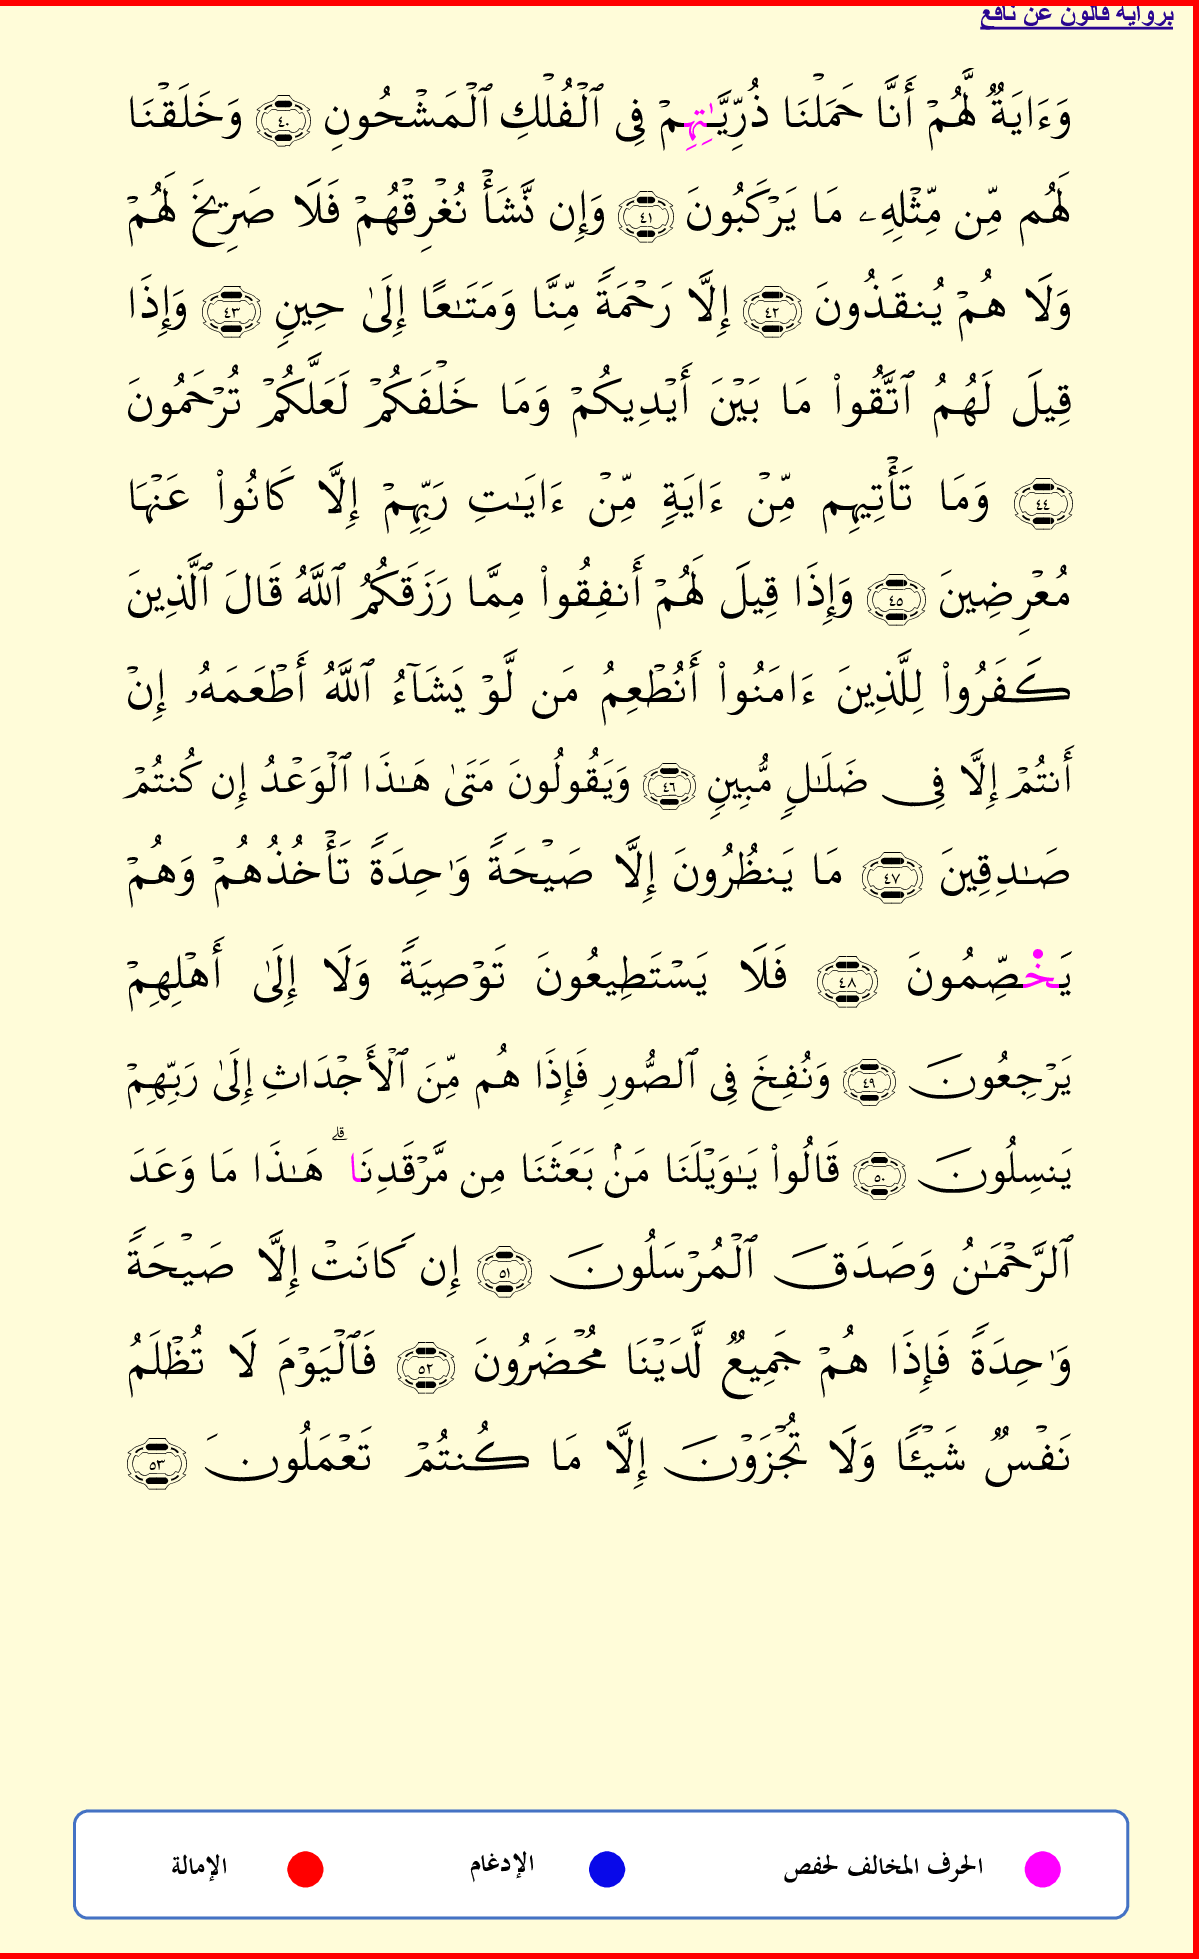 برواية قالون عن نافع
وَءَايَةٌ لَّهُمْ أَنَّا حَمَلْنَا ذُرِّيَّـٰتِهِمْ فِى ٱلْفُلْكِ ٱلْمَشْحُونِ ٤٠ وَخَلَقْنَا
لَهُم مِّن مِّثْلِهِۦ مَا يَرْكَبُونَ ٤١ وَإِن نَّشَأْ نُغْرِقْهُمْ فَلَا صَرِيخَ لَهُمْ
وَلَا هُمْ يُنقَذُونَ ٤٢ إِلَّا رَحْمَةً مِّنَّا وَمَتَـٰعًا إِلَىٰ حِينٍ ٤٣ وَإِذَا
قِيلَ لَهُمُ ٱتَّقُوا۟ مَا بَيْنَ أَيْدِيكُمْ وَمَا خَلْفَكُمْ لَعَلَّكُمْ تُرْحَمُونَ
٤٤ وَمَا تَأْتِيهِم مِّنْ ءَايَةٍ مِّنْ ءَايَـٰتِ رَبِّهِمْ إِلَّا كَانُوا۟ عَنْهَا
مُعْرِضِينَ ٤٥ وَإِذَا قِيلَ لَهُمْ أَنفِقُوا۟ مِمَّا رَزَقَكُمُ ٱللَّهُ قَالَ ٱلَّذِينَ
كَفَرُوا۟ لِلَّذِينَ ءَامَنُوا۟ أَنُطْعِمُ مَن لَّوْ يَشَآءُ ٱللَّهُ أَطْعَمَهُۥ إِنْ
أَنتُمْ إِلَّا فِى ضَلَـٰلٍ مُّبِينٍ ٤٦ وَيَقُولُونَ مَتَىٰ هَـٰذَا ٱلْوَعْدُ إِن كُنتُمْ
صَـٰدِقِينَ ٤٧ مَا يَنظُرُونَ إِلَّا صَيْحَةً وَٰحِدَةً تَأْخُذُهُمْ وَهُمْ
يَخْصِّمُونَ ٤٨ فَلَا يَسْتَطِيعُونَ تَوْصِيَةً وَلَا إِلَىٰ أَهْلِهِمْ
يَرْجِعُونَ ٤٩ وَنُفِخَ فِى ٱلصُّورِ فَإِذَا هُم مِّنَ ٱلْأَجْدَاثِ إِلَىٰ رَبِّهِمْ
يَنسِلُونَ ٥٠ قَالُوا۟ يَـٰوَيْلَنَا مَنۢ بَعَثَنَا مِن مَّرْقَدِنَا ۗ هَـٰذَا مَا وَعَدَ
ٱلرَّحْمَـٰنُ وَصَدَقَ ٱلْمُرْسَلُونَ ٥١ إِن كَانَتْ إِلَّا صَيْحَةً
وَٰحِدَةً فَإِذَا هُمْ جَمِيعٌ لَّدَيْنَا مُحْضَرُونَ ٥٢ فَٱلْيَوْمَ لَا تُظْلَمُ
نَفْسٌ شَيْـًٔا وَلَا تُجْزَوْنَ إِلَّا مَا كُنتُمْ تَعْمَلُونَ ٥٣
الحرف المخالف لحفص الإدغام الإمالة